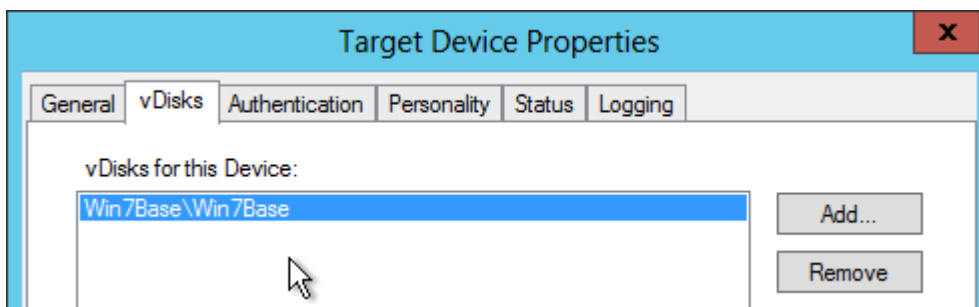 Target Device Properties
x
General vDisks Authentication Personality Status Logging
vDisks for this Device:
Win7Base\Win7Base
Add...
Remove